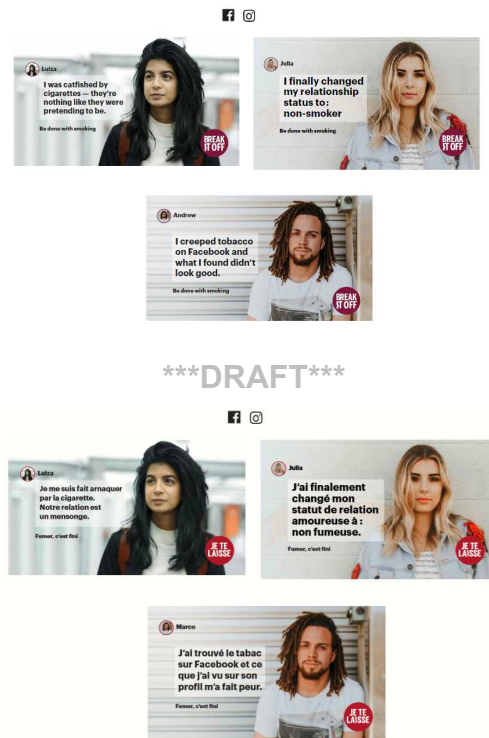 Luiza
I was catfished by
cigarettes — they're
nothing like they were
pretending to be.
Be done with smoking
BREAK
IT OFF
Julia
I finally changed
my relationship
status to:
non-smoker
Be done with smoking
BREAK
IT OFF
Andrew
I creeped tobacco
on Facebook and
what I found didn't
look good.
Be done with smoking
BREAK
IT OFF
***DRAFT***
Luiza
Je me suis fait arnaquer
par la cigarette.
Notre relation est
un mensonge.
Fumer, c'est fini
JE TE
LAISSE
Julia
J'ai finalement
changé mon
statut de relation
amoureuse à :
non fumeuse.
Fumer, c'est fini
JE TE
LAISSE
Marco
J'ai trouvé le tabac
sur Facebook et ce
que j'ai vu sur son
profil m'a fait peur.
Fumer, c'est fini
JE TE
LAISSE